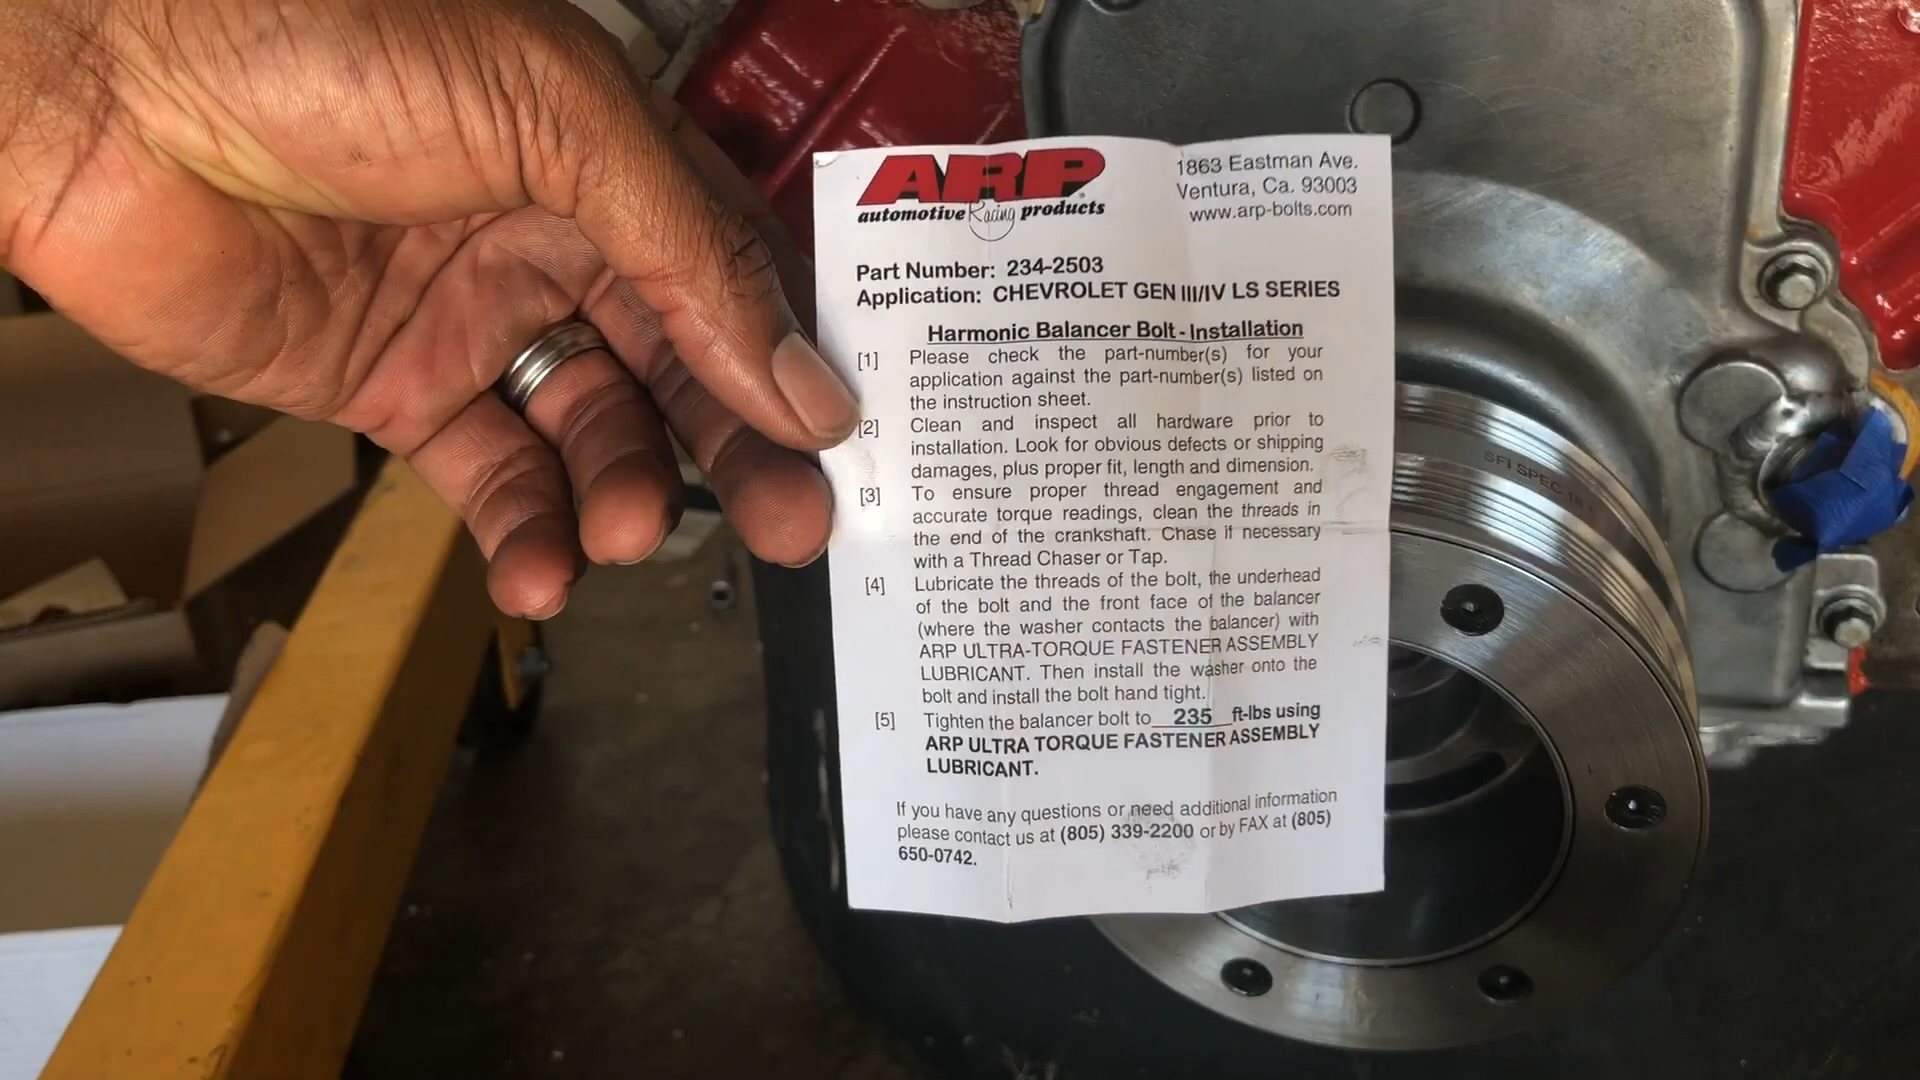 ARP
automotive Racing products
1863 Eastman Ave.
Ventura, Ca. 93003
www.arp-bolts.com
Part Number: 234-2503
Application: CHEVROLET GEN III/IV LS SERIES
Harmonic Balancer Bolt - Installation
[1] Please check the part-number(s) for your
application against the part-number(s) listed on
the instruction sheet.
[2] Clean and inspect all hardware prior to
installation. Look for obvious defects or shipping
damages, plus proper fit, length and dimension.
[3] To ensure proper thread engagement and
accurate torque readings, clean the threads in
the end of the crankshaft. Chase if necessary
with a Thread Chaser or Tap.
[4] Lubricate the threads of the bolt, the underhead
of the bolt and the front face of the balancer
(where the washer contacts the balancer) with
ARP ULTRA-TORQUE FASTENER ASSEMBLY
LUBRICANT. Then install the washer onto the
bolt and install the bolt hand tight.
[5] Tighten the balancer bolt to 235 ft-lbs using
ARP ULTRA TORQUE FASTENER ASSEMBLY
LUBRICANT.
If you have any questions or need additional information
please contact us at (805) 339-2200 or by FAX at (805)
650-0742.
SFI SPEC